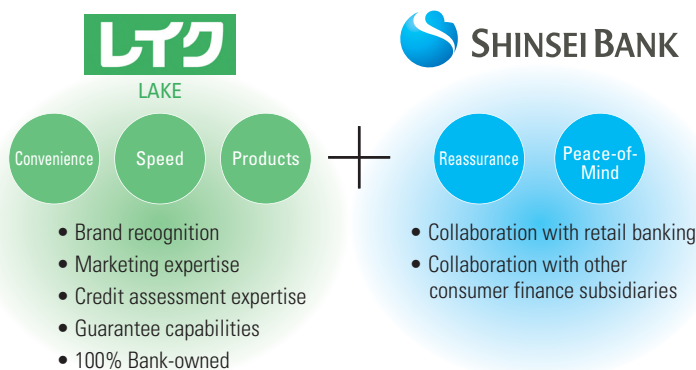 レイク
LAKE
SHINSEI BANK
Convenience
Speed
Products
Reassurance
Peace-of-
Mind
• Brand recognition
• Marketing expertise
• Credit assessment expertise
• Guarantee capabilities
• 100% Bank-owned
• Collaboration with retail banking
• Collaboration with other
consumer finance subsidiaries